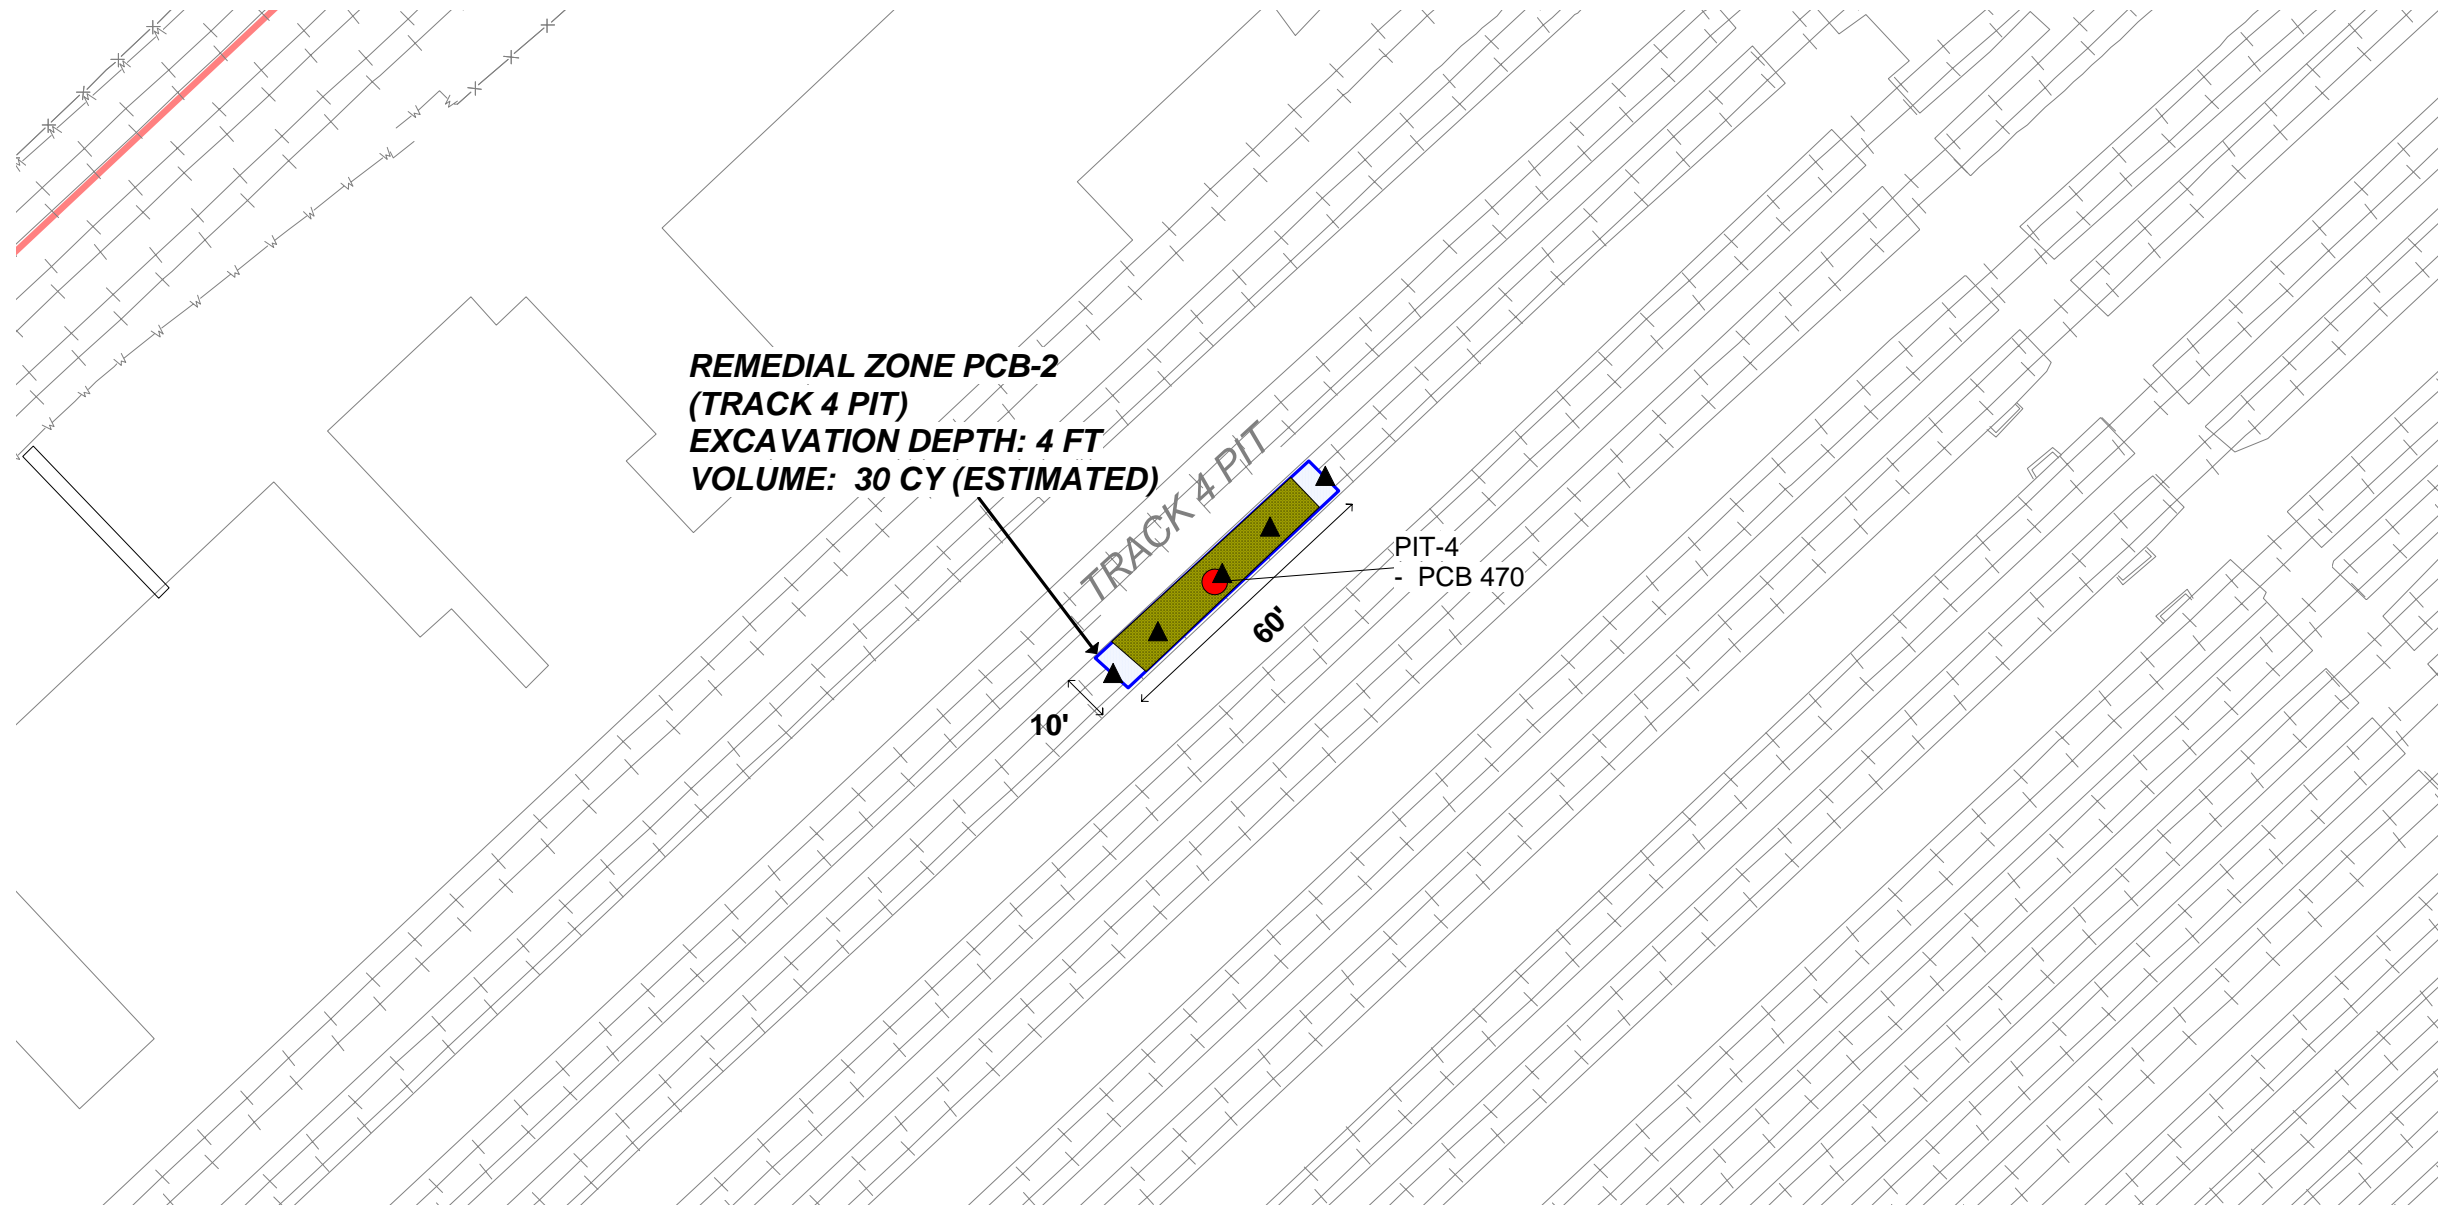 REMEDIAL ZONE PCB-2
(TRACK 4 PIT)
EXCAVATION DEPTH: 4 FT
VOLUME:  30 CY (ESTIMATED)
TRACK 4 PIT
PIT-4
-  PCB 470
60'
10'